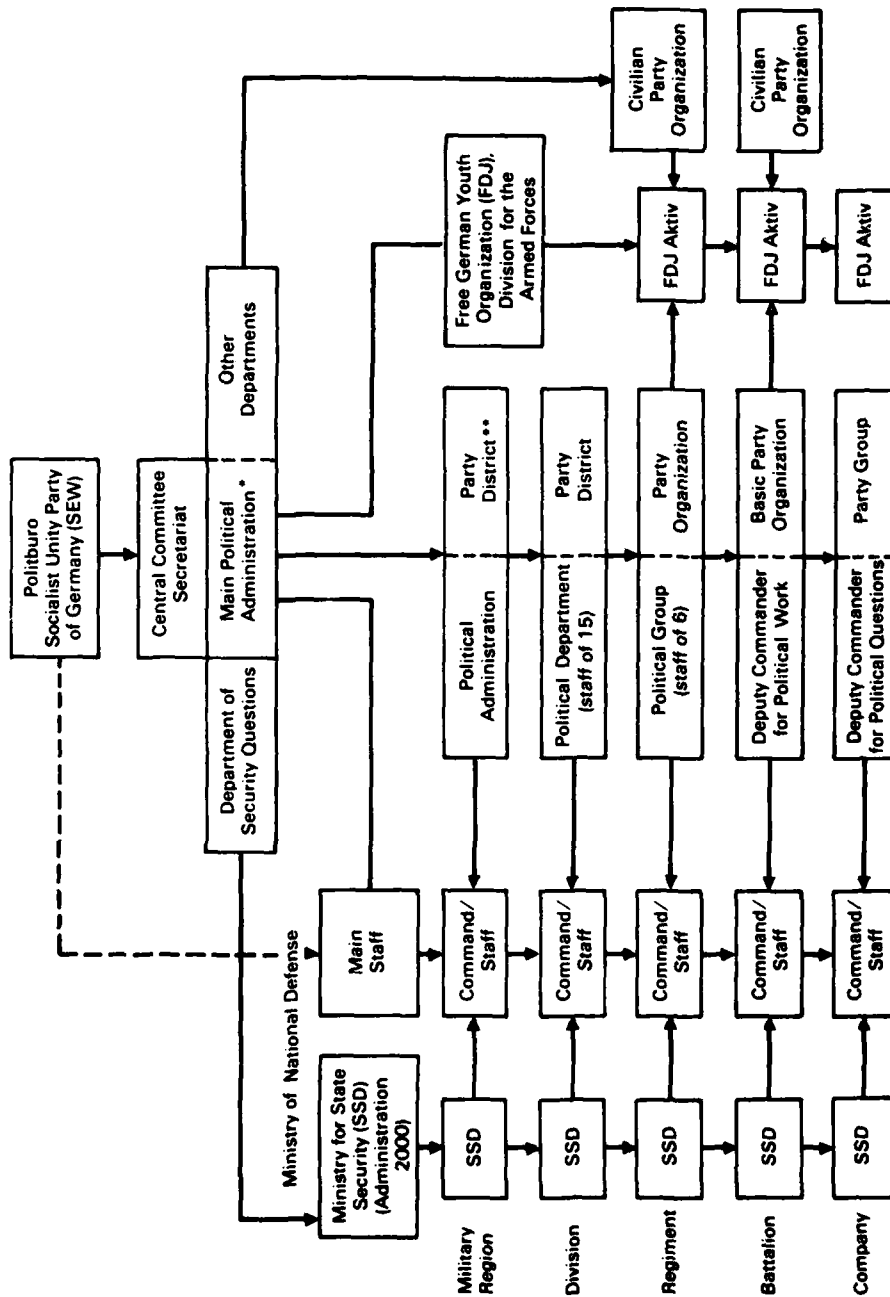 Politburo
Socialist Unity Party
of Germany (SEW)
Central Committee
Secretariat
Department of
Security Questions
Main Political
Administration*
Other
Departments
Ministry of National Defense
Ministry for State
Security (SSD)
(Administration
2000)
Main
Staff
Free German Youth
Organization (FDJ),
Division for the
Armed Forces
Military
Region
SSD
Command/
Staff
Political
Administration
Party
District**
Division
SSD
Command/
Staff
Political Department
(staff of 15)
Party
District
Regiment
SSD
Command/
Staff
Political Group
(staff of 6)
Party
Organization
FDJ Aktiv
Civilian
Party
Organization
Battalion
SSD
Command/
Staff
Deputy Commander
for Political Work
Basic Party
Organization
FDJ Aktiv
Civilian
Party
Organization
Company
SSD
Command/
Staff
Deputy Commander
for Political Questions
Party Group
FDJ Aktiv